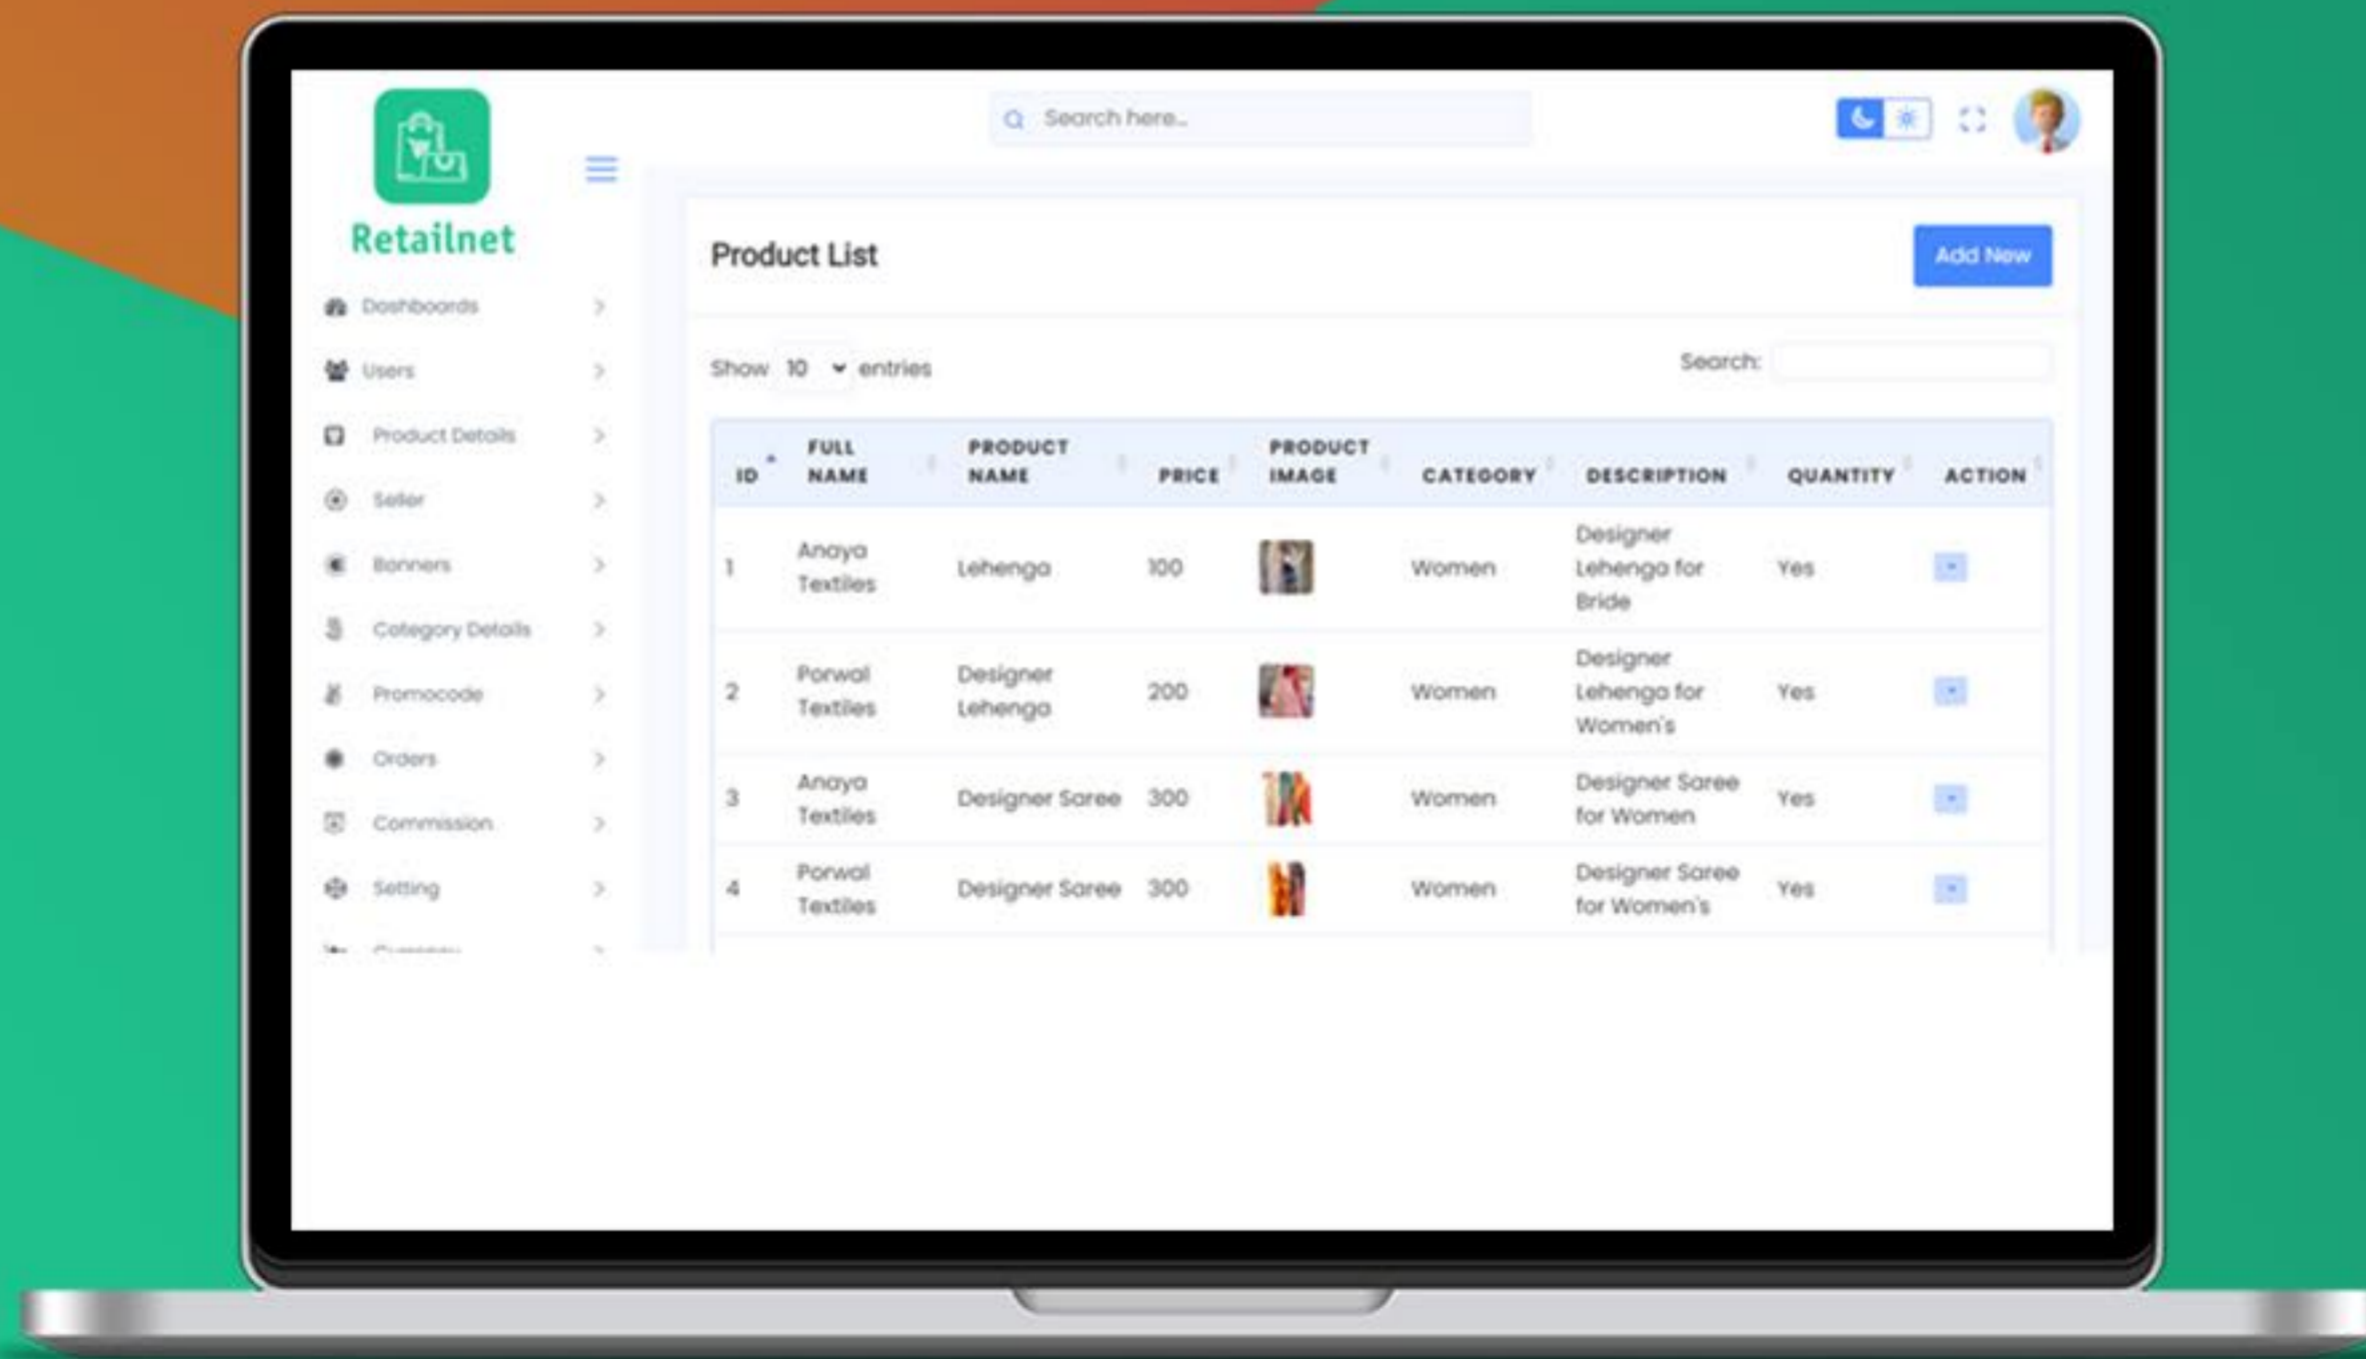 Search here...
Retailnet
Dashboards
Users
Product Details
Seller
Banners
Category Details
Promocode
Orders
Commission
Setting
Product List
Add New
Show 10 entries
Search:
ID
FULL
NAME
PRODUCT
NAME
PRICE
PRODUCT
IMAGE
CATEGORY
DESCRIPTION
QUANTITY
ACTION
1
Anaya
Textiles
Lehenga
100
Women
Designer
Lehenga for
Bride
Yes
2
Porwal
Textiles
Designer
Lehenga
200
Women
Designer
Lehenga for
Women's
Yes
3
Anaya
Textiles
Designer Saree
300
Women
Designer Saree
for Women
Yes
4
Porwal
Textiles
Designer Saree
300
Women
Designer Saree
for Women's
Yes